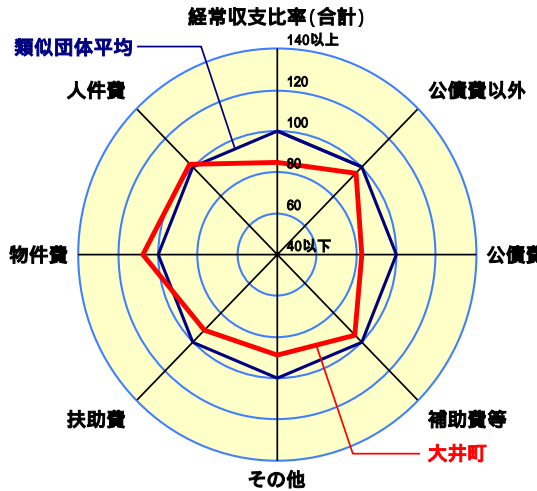 経常収支比率(合計)
140以上
類似団体平均
120
人件費
公債費以外
100
80
60
40以下
物件費
公債費
扶助費
補助費等
大井町
その他